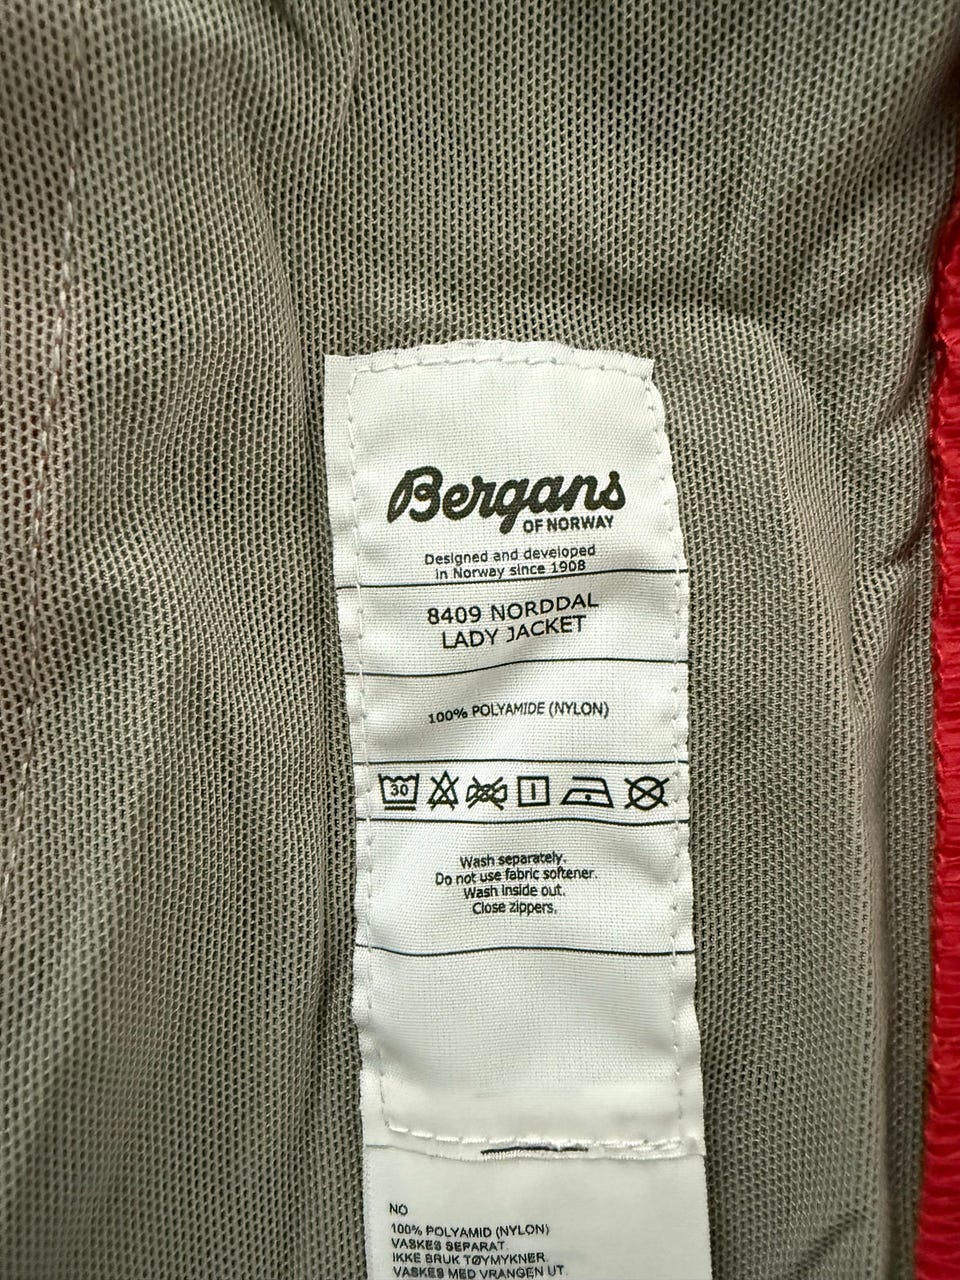 Bergans
OF NORWAY
Designed and developed
in Norway since 1908
8409 NORDDAL
LADY JACKET
100% POLYAMIDE (NYLON)
30
Wash separately.
Do not use fabric softener.
Wash inside out.
Close zippers.
NO
100% POLYAMID (NYLON)
VASKES SEPARAT.
IKKE BRUK TØYMYKNER.
VASKES MED VRANGEN UT.